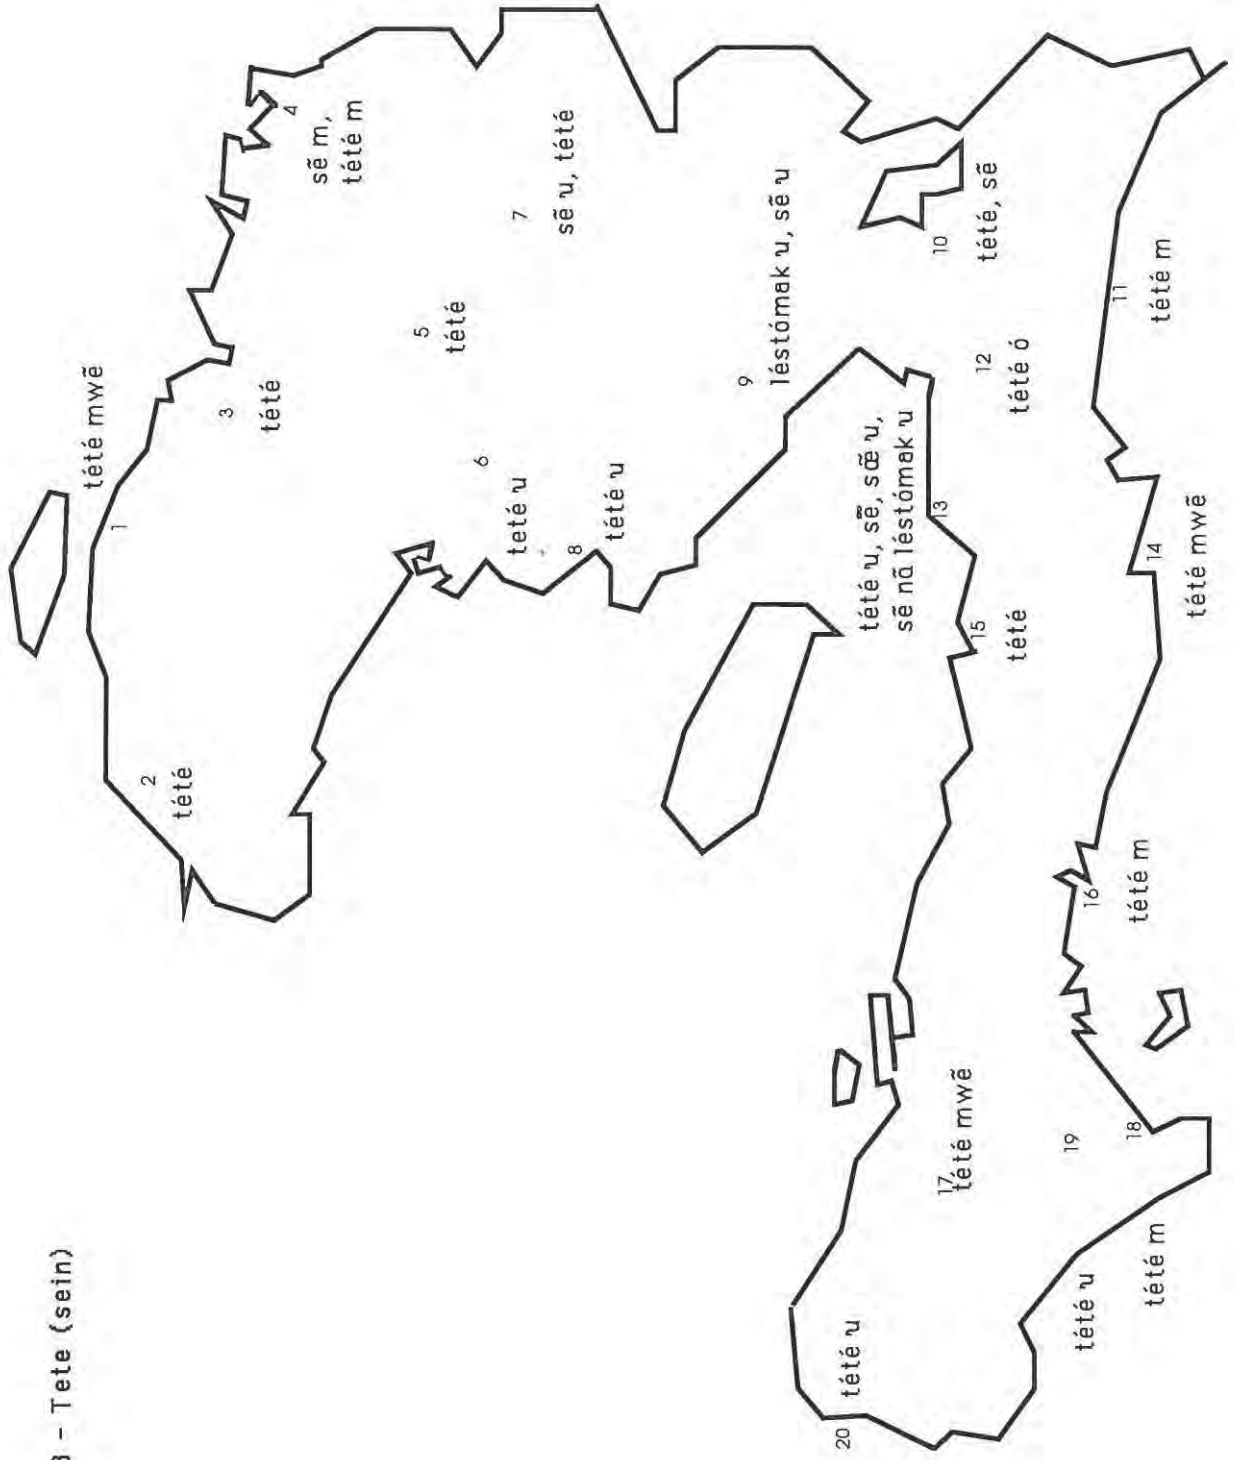 – Tete (sein)
1
tété mwẽ
2
tété
3
tété
4
sẽ m,
tété m
5
tété
6
teté u
7
sẽ u, tété
8
tété u
9
léstómak u, sẽ u
10
tété, sẽ
11
tété m
12
tété ó
13
tété u, sẽ, sœ̃ u,
sẽ nã léstómak u
14
tété mwẽ
15
tété
16
tété m
17
tété mwẽ
18
tété m
19
tété u
20
tété u